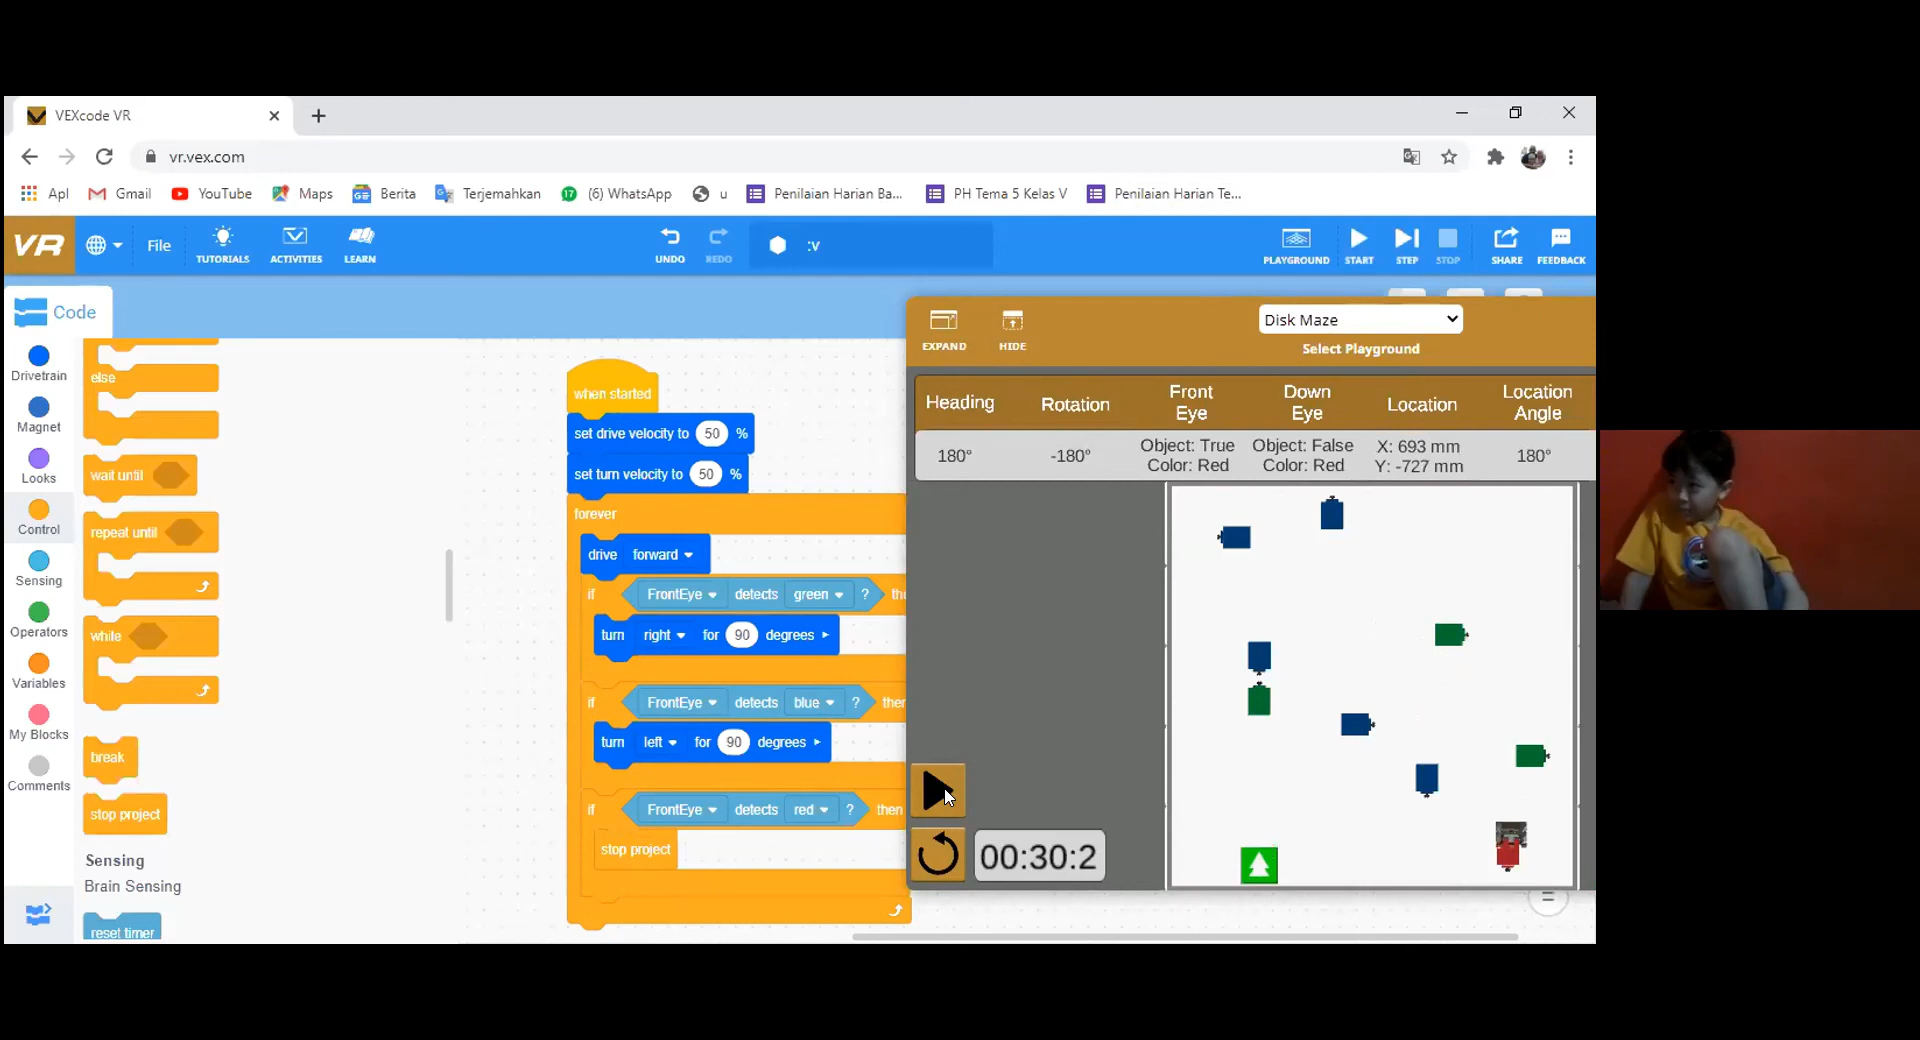 VEXcode VR
vr.vex.com
Apl
Gmail
YouTube
Maps
Berita
Terjemahkan
17
(6) WhatsApp
u
Penilaian Harian Ba...
PH Tema 5 Kelas V
Penilaian Harian Te...
VR
File
TUTORIALS
ACTIVITIES
LEARN
UNDO
REDO
:v
PLAYGROUND
START
STEP
STOP
SHARE
FEEDBACK
Code
Drivetrain
Magnet
Looks
Control
Sensing
Operators
Variables
My Blocks
Comments
else
wait until
repeat until
while
break
stop project
Sensing
Brain Sensing
reset timer
when started
set drive velocity to 50 %
set turn velocity to 50 %
forever
drive forward
if FrontEye detects green ? the
turn right for 90 degrees
if FrontEye detects blue ? then
turn left for 90 degrees
if FrontEye detects red ? then
stop project
EXPAND
HIDE
Disk Maze
Select Playground
Heading
Rotation
Front Eye
Down Eye
Location
Location Angle
180°
-180°
Object: True
Color: Red
Object: False
Color: Red
X: 693 mm
Y: -727 mm
180°
00:30:2